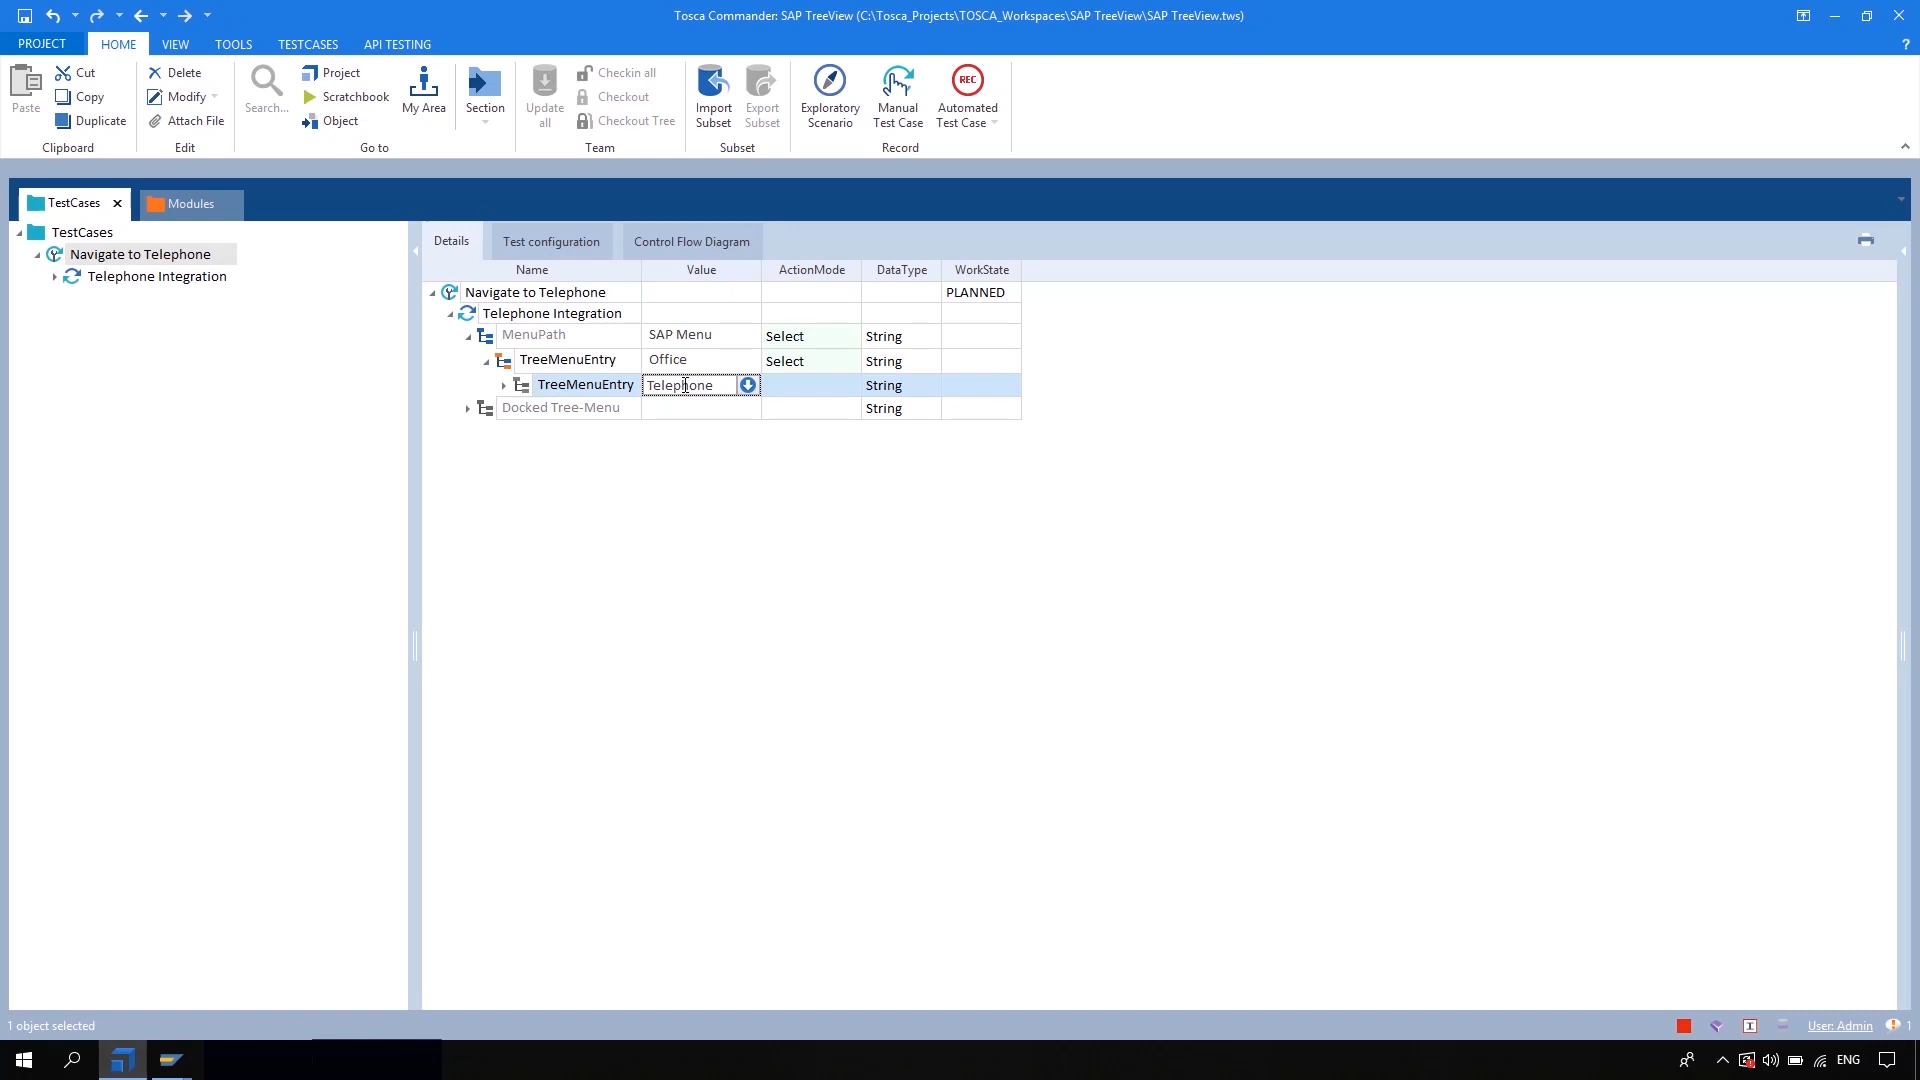 Tosca Commander: SAP TreeView (C:\Tosca_Projects\TOSCA_Workspaces\SAP TreeView\SAP TreeView.tws)
PROJECT HOME VIEW TOOLS TESTCASES API TESTING ?
Paste
Cut
Copy
Duplicate
Clipboard
Delete
Modify
Attach File
Edit
Search...
Project
Scratchbook
Object
My Area
Section
Go to
Update all
Checkin all
Checkout
Checkout Tree
Team
Import Subset
Export Subset
Subset
Exploratory Scenario
Manual Test Case
REC
Automated Test Case
Record
TestCases Modules
TestCases
Navigate to Telephone
Telephone Integration
Details Test configuration Control Flow Diagram
Name Value ActionMode DataType WorkState
Navigate to Telephone PLANNED
Telephone Integration
MenuPath SAP Menu Select String
TreeMenuEntry Office Select String
TreeMenuEntry Telephone String
Docked Tree-Menu String
1 object selected
User: Admin 1
ENG